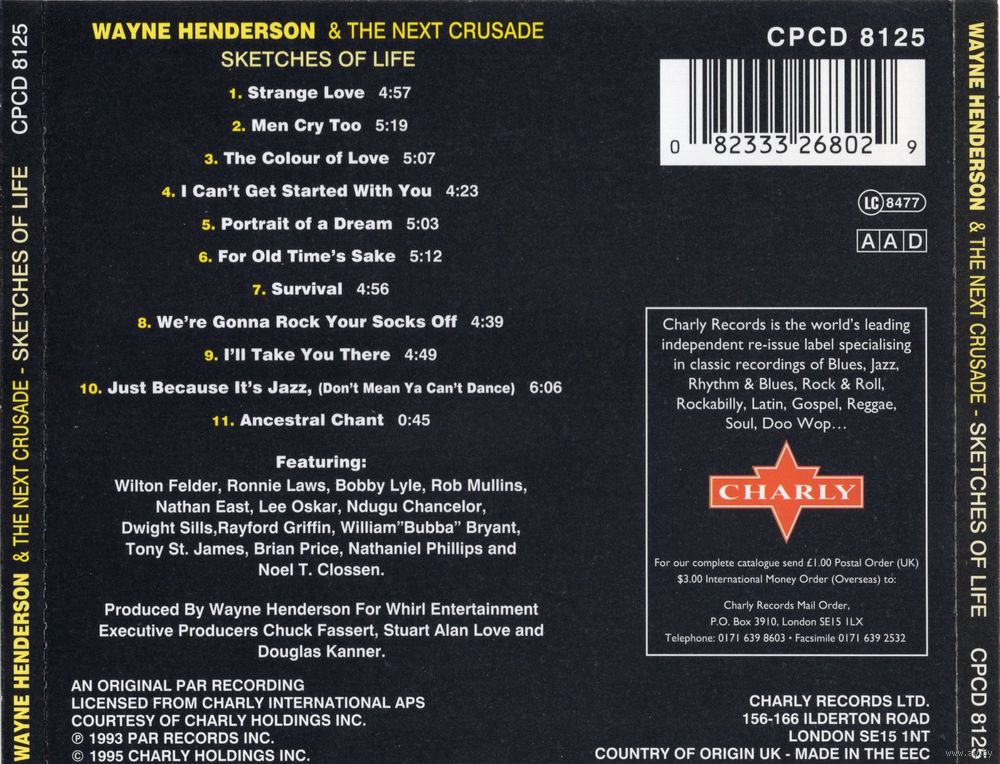 WAYNE HENDERSON & THE NEXT CRUSADE - SKETCHES OF LIFE CPCD 8125
WAYNE HENDERSON & THE NEXT CRUSADE
SKETCHES OF LIFE
1. Strange Love 4:57
2. Men Cry Too 5:19
3. The Colour of Love 5:07
4. I Can't Get Started With You 4:23
5. Portrait of a Dream 5:03
6. For Old Time's Sake 5:12
7. Survival 4:56
8. We're Gonna Rock Your Socks Off 4:39
9. I'll Take You There 4:49
10. Just Because It's Jazz, (Don't Mean Ya Can't Dance) 6:06
11. Ancestral Chant 0:45
Featuring:
Wilton Felder, Ronnie Laws, Bobby Lyle, Rob Mullins,
Nathan East, Lee Oskar, Ndugu Chancelor,
Dwight Sills,Rayford Griffin, William"Bubba" Bryant,
Tony St. James, Brian Price, Nathaniel Phillips and
Noel T. Clossen.
Produced By Wayne Henderson For Whirl Entertainment
Executive Producers Chuck Fassert, Stuart Alan Love and
Douglas Kanner.
AN ORIGINAL PAR RECORDING
LICENSED FROM CHARLY INTERNATIONAL APS
COURTESY OF CHARLY HOLDINGS INC.
℗ 1993 PAR RECORDS INC.
© 1995 CHARLY HOLDINGS INC.
CPCD 8125
0 82333 26802 9
LC 8477
AAD
Charly Records is the world's leading
independent re-issue label specialising
in classic recordings of Blues, Jazz,
Rhythm & Blues, Rock & Roll,
Rockabilly, Latin, Gospel, Reggae,
Soul, Doo Wop...
CHARLY
For our complete catalogue send £1.00 Postal Order (UK)
$3.00 International Money Order (Overseas) to:
Charly Records Mail Order,
P.O. Box 3910, London SE15 1LX
Telephone: 0171 639 8603 • Facsimile 0171 639 2532
CHARLY RECORDS LTD.
156-166 ILDERTON ROAD
LONDON SE15 1NT
COUNTRY OF ORIGIN UK - MADE IN THE EEC
WAYNE HENDERSON & THE NEXT CRUSADE - SKETCHES OF LIFE CPCD 8125